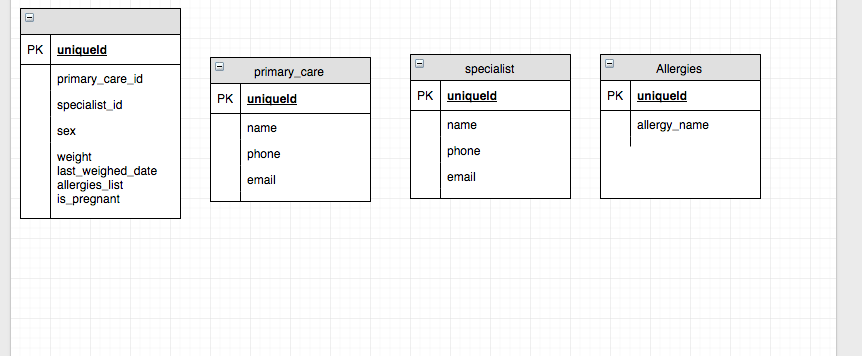 PK uniqueId
primary_care_id
specialist_id
sex
weight
last_weighed_date
allergies_list
is_pregnant
primary_care
PK uniqueId
name
phone
email
specialist
PK uniqueId
name
phone
email
Allergies
PK uniqueId
allergy_name